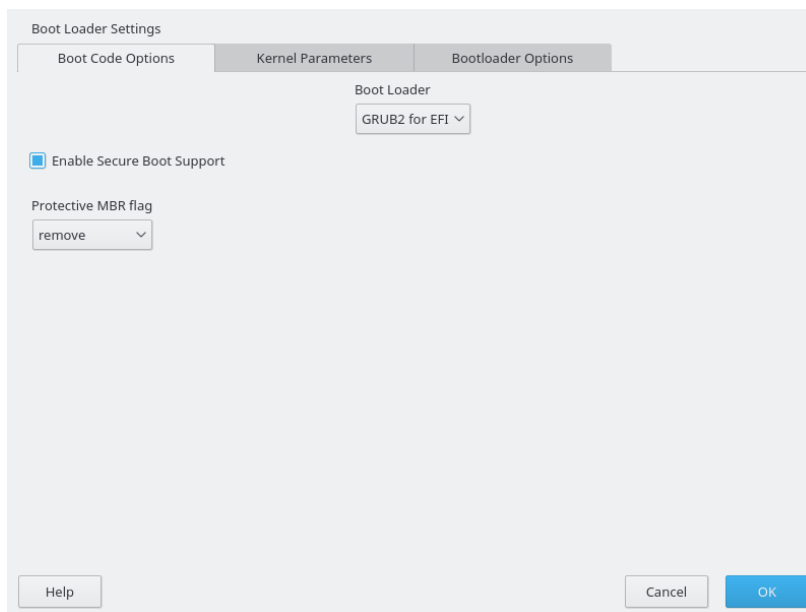 Boot Loader Settings
Boot Code Options Kernel Parameters Bootloader Options
Boot Loader
GRUB2 for EFI
Enable Secure Boot Support
Protective MBR flag
remove
Help Cancel OK